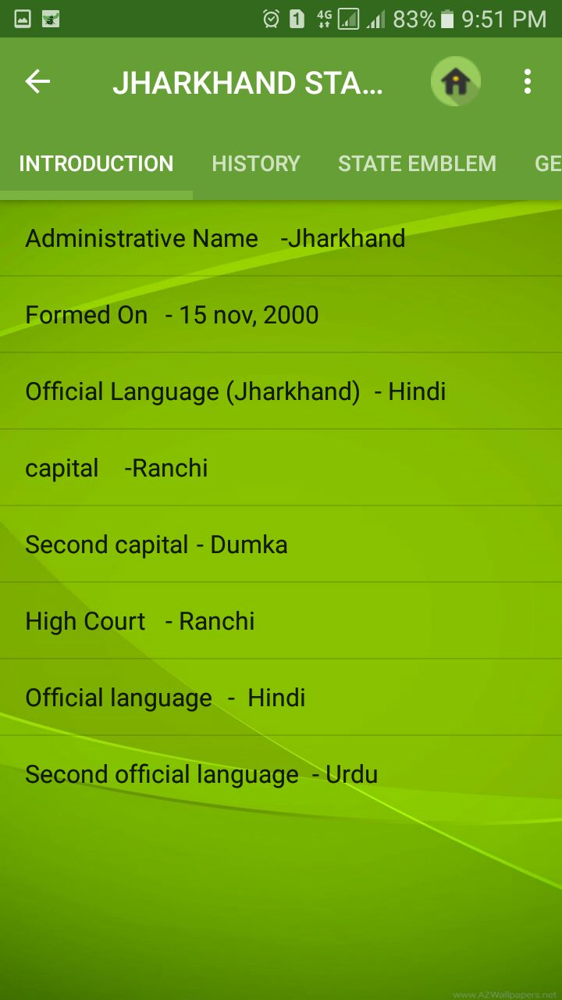 1 4G 83% 9:51 PM
JHARKHAND STA...
INTRODUCTION HISTORY STATE EMBLEM GE
Administrative Name -Jharkhand
Formed On - 15 nov, 2000
Official Language (Jharkhand) - Hindi
capital -Ranchi
Second capital - Dumka
High Court - Ranchi
Official language - Hindi
Second official language - Urdu
www.AZWallpapers.net